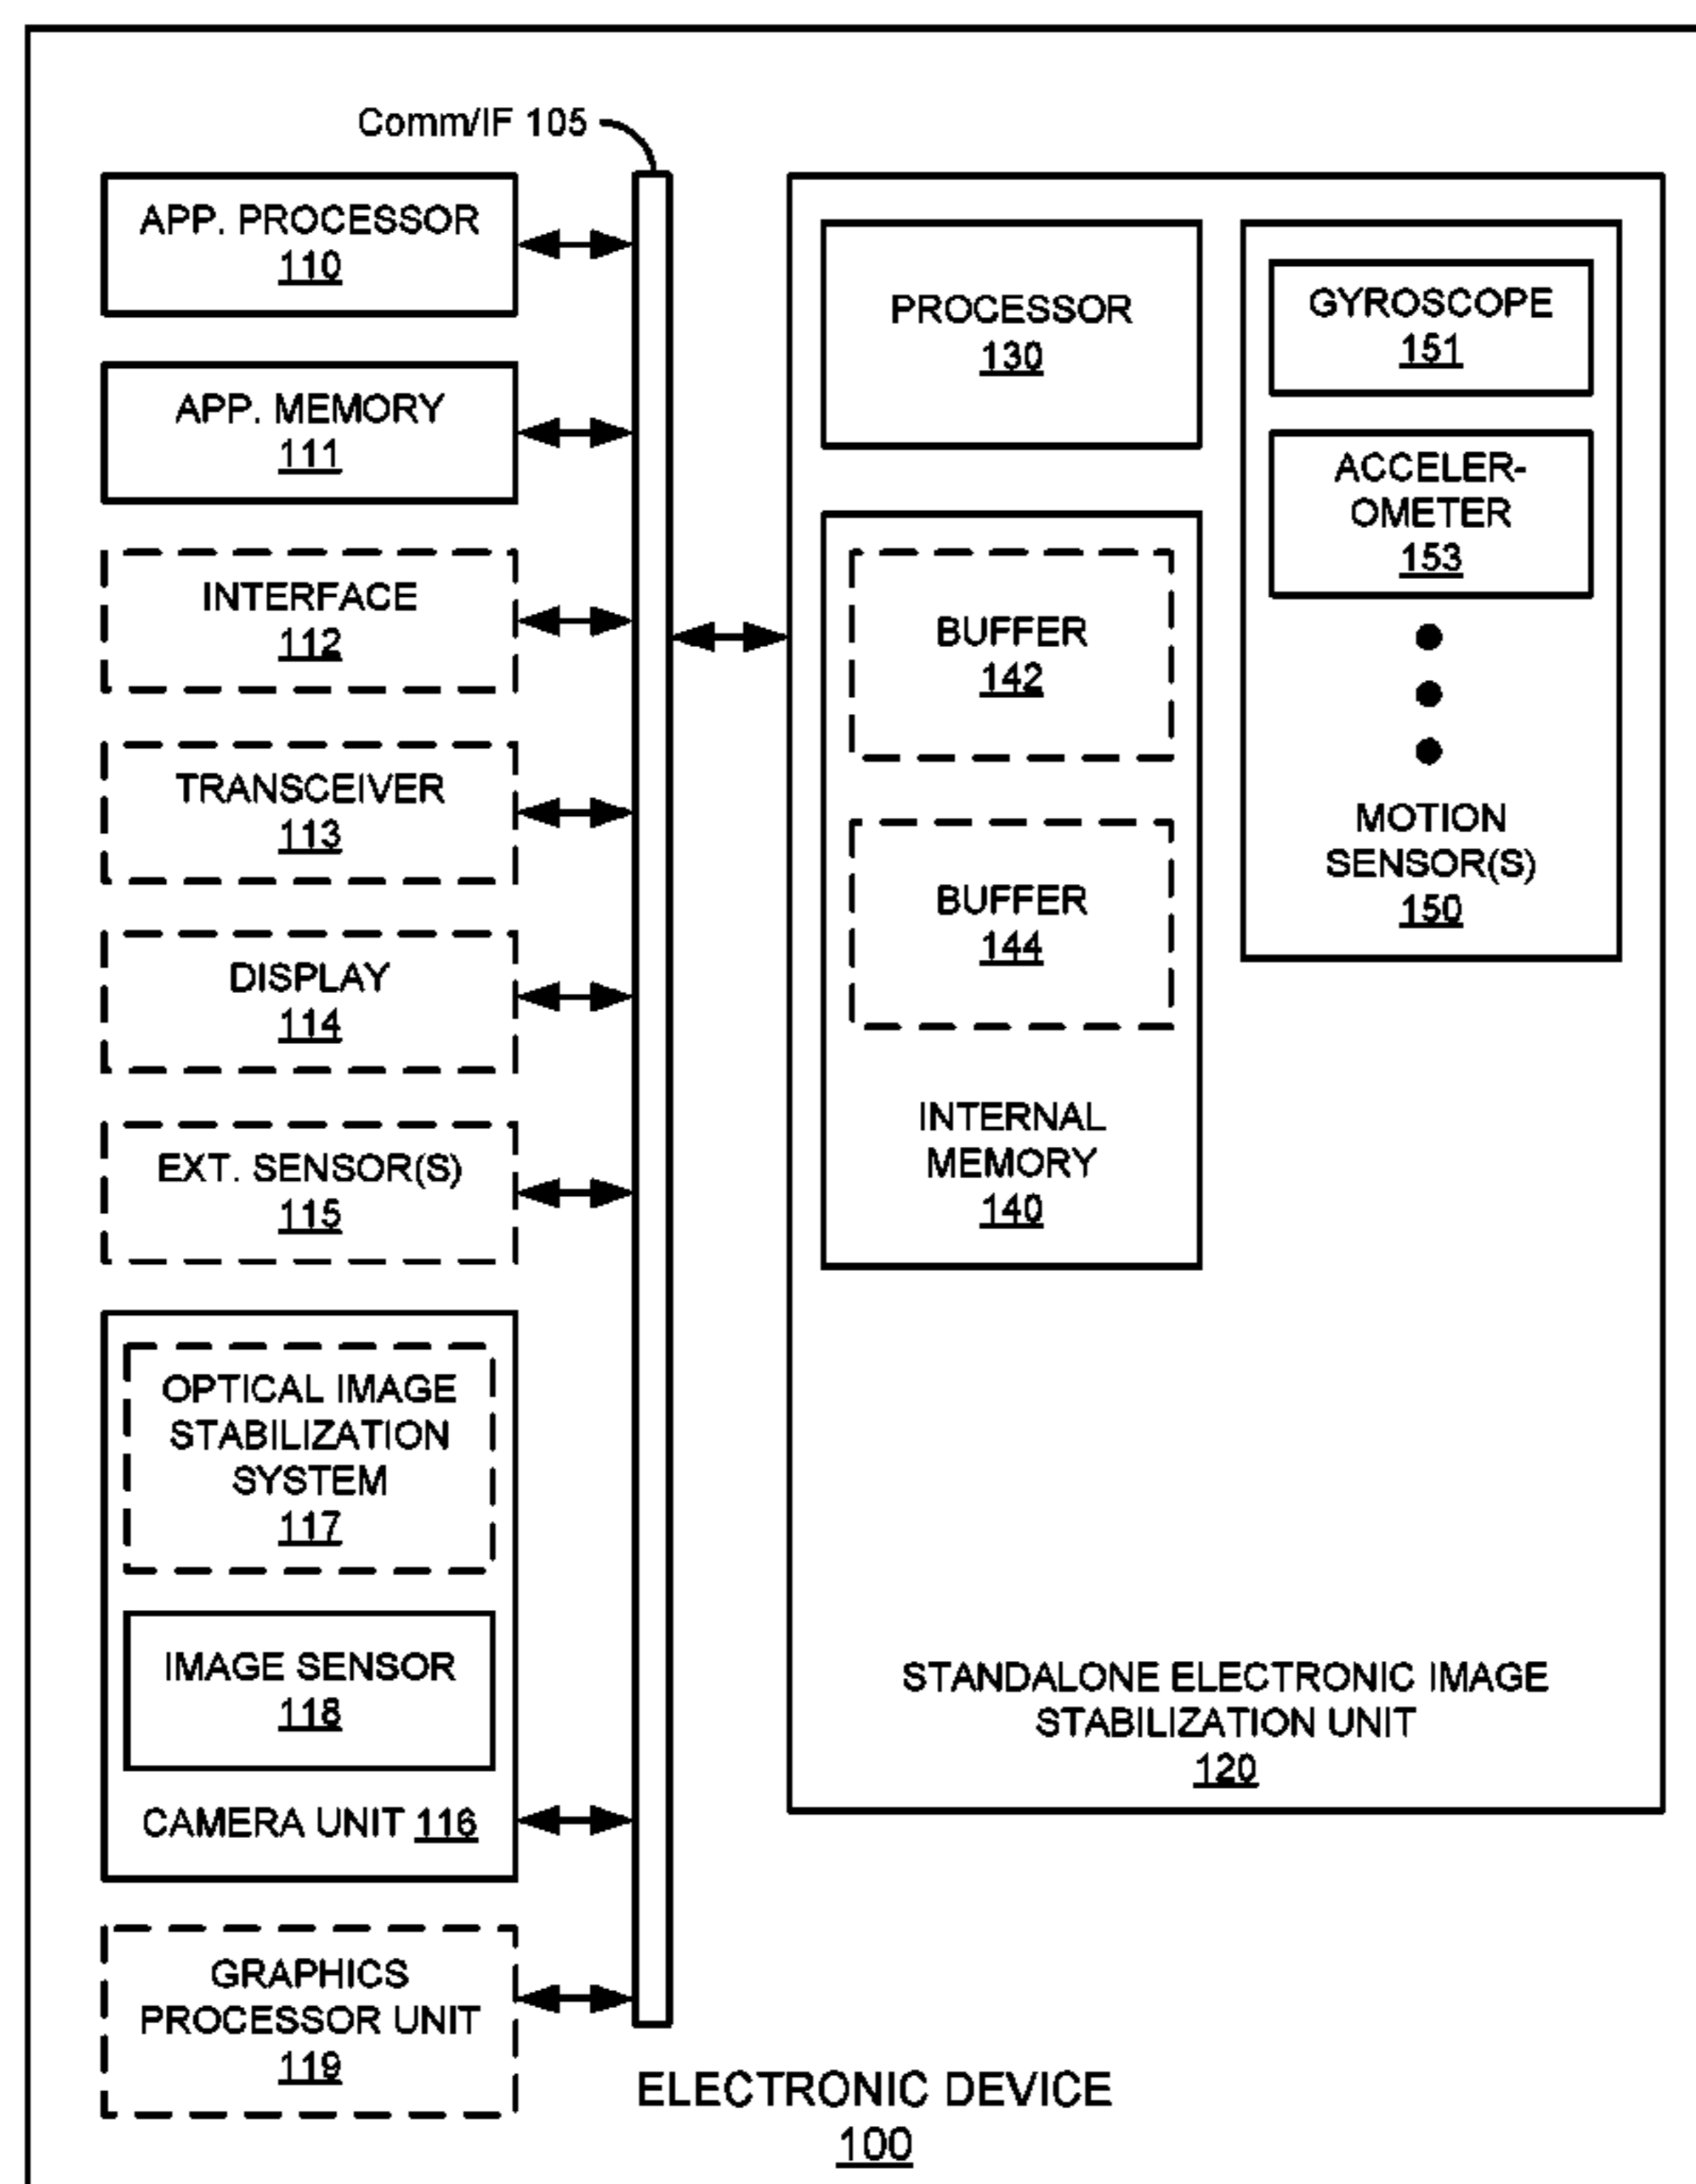 Comm/IF 105
APP. PROCESSOR
110
APP. MEMORY
111
INTERFACE
112
TRANSCEIVER
113
DISPLAY
114
EXT. SENSOR(S)
115
OPTICAL IMAGE
STABILIZATION
SYSTEM
117
IMAGE SENSOR
118
CAMERA UNIT 116
GRAPHICS
PROCESSOR UNIT
119
PROCESSOR
130
BUFFER
142
BUFFER
144
INTERNAL
MEMORY
140
GYROSCOPE
151
ACCELER-
OMETER
153
MOTION
SENSOR(S)
150
STANDALONE ELECTRONIC IMAGE
STABILIZATION UNIT
120
ELECTRONIC DEVICE
100